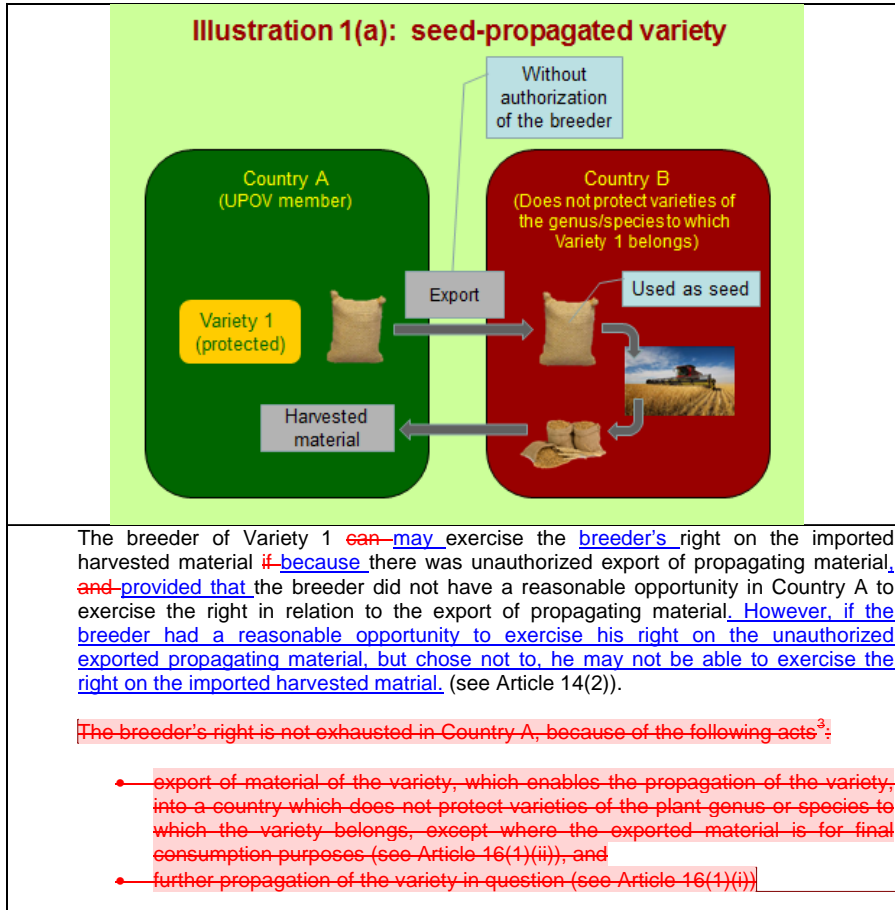 Illustration 1(a): seed-propagated variety
Without
authorization
of the breeder
Country A
(UPOV member)
Country B
(Does not protect varieties of
the genus/species to which
Variety 1 belongs)
Export
Used as seed
Variety 1
(protected)
Harvested
material
The breeder of Variety 1 can may exercise the breeder's right on the imported
harvested material if because there was unauthorized export of propagating material,
and provided that the breeder did not have a reasonable opportunity in Country A to
exercise the right in relation to the export of propagating material. However, if the
breeder had a reasonable opportunity to exercise his right on the unauthorized
exported propagating material, but chose not to, he may not be able to exercise the
right on the imported harvested matrial. (see Article 14(2)).
The breeder's right is not exhausted in Country A, because of the following acts³:
• export of material of the variety, which enables the propagation of the variety,
into a country which does not protect varieties of the plant genus or species to
which the variety belongs, except where the exported material is for final
consumption purposes (see Article 16(1)(ii)), and
• further propagation of the variety in question (see Article 16(1)(i))